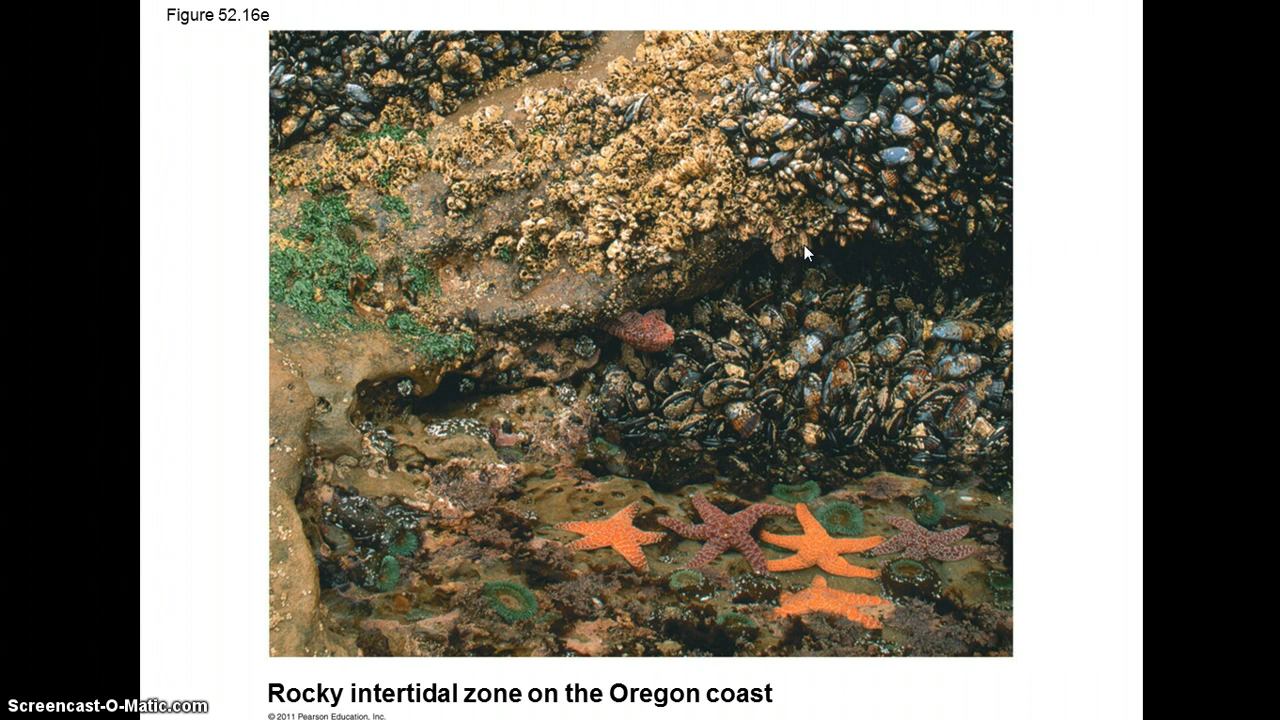 Figure 52.16e
Rocky intertidal zone on the Oregon coast
Screencast-O-Matic.com
© 2011 Pearson Education, Inc.